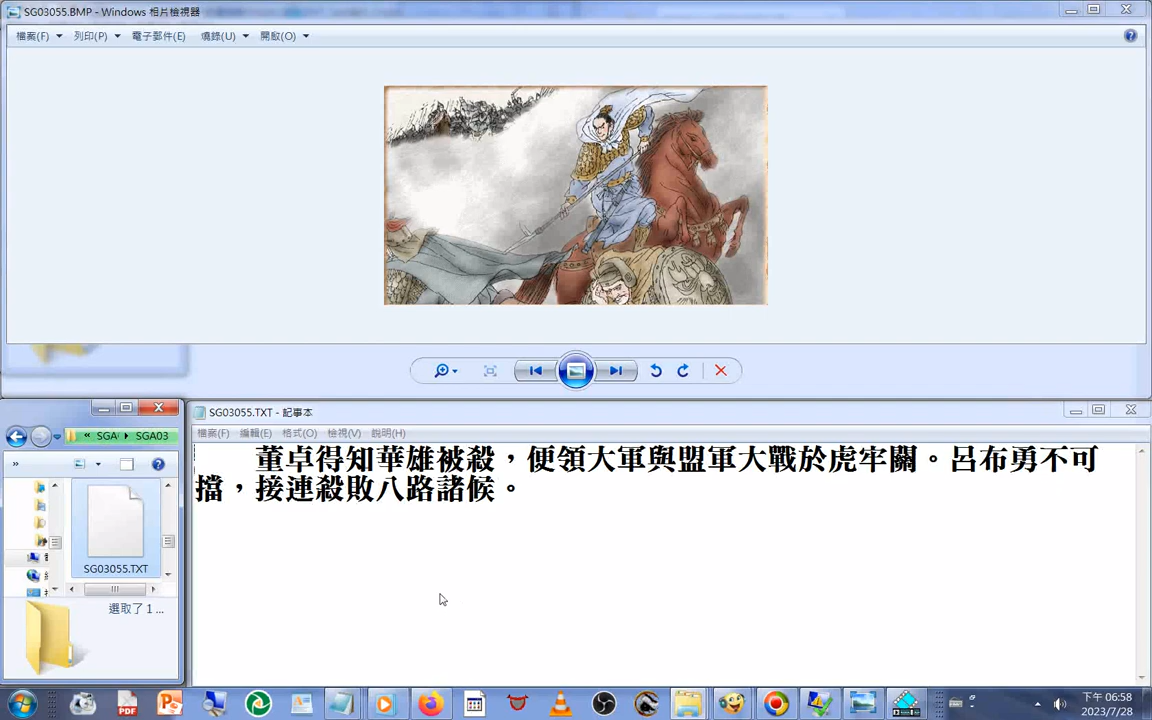 SG03055.BMP - Windows 相片檢視器
檔案(F) 列印(P) 電子郵件(E) 燒錄(U) 開啟(O)
SG03055.TXT - 記事本
檔案(F) 編輯(E) 格式(O) 檢視(V) 說明(H)
董卓得知華雄被殺，便領大軍與盟軍大戰於虎牢關。呂布勇不可
擋，接連殺敗八路諸候。
« SGA SGA03
»
SG03055.TXT
選取了 1 ...
PDF
下午 06:58
2023/7/28